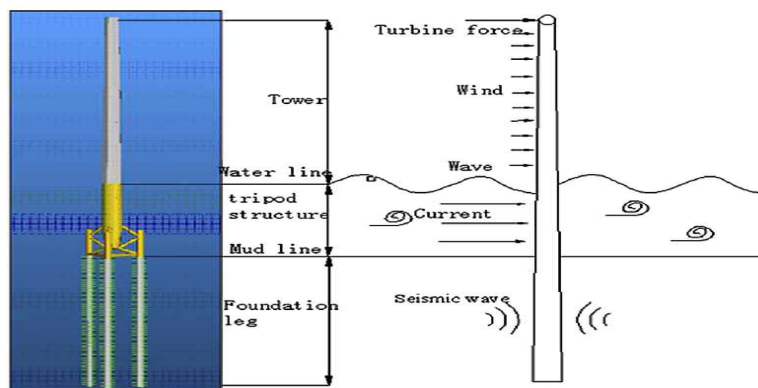 Turbine force
Tower
Wind
Wave
Water line
tripod
structure
Current
Mud line
Foundation
leg
Seismic wave